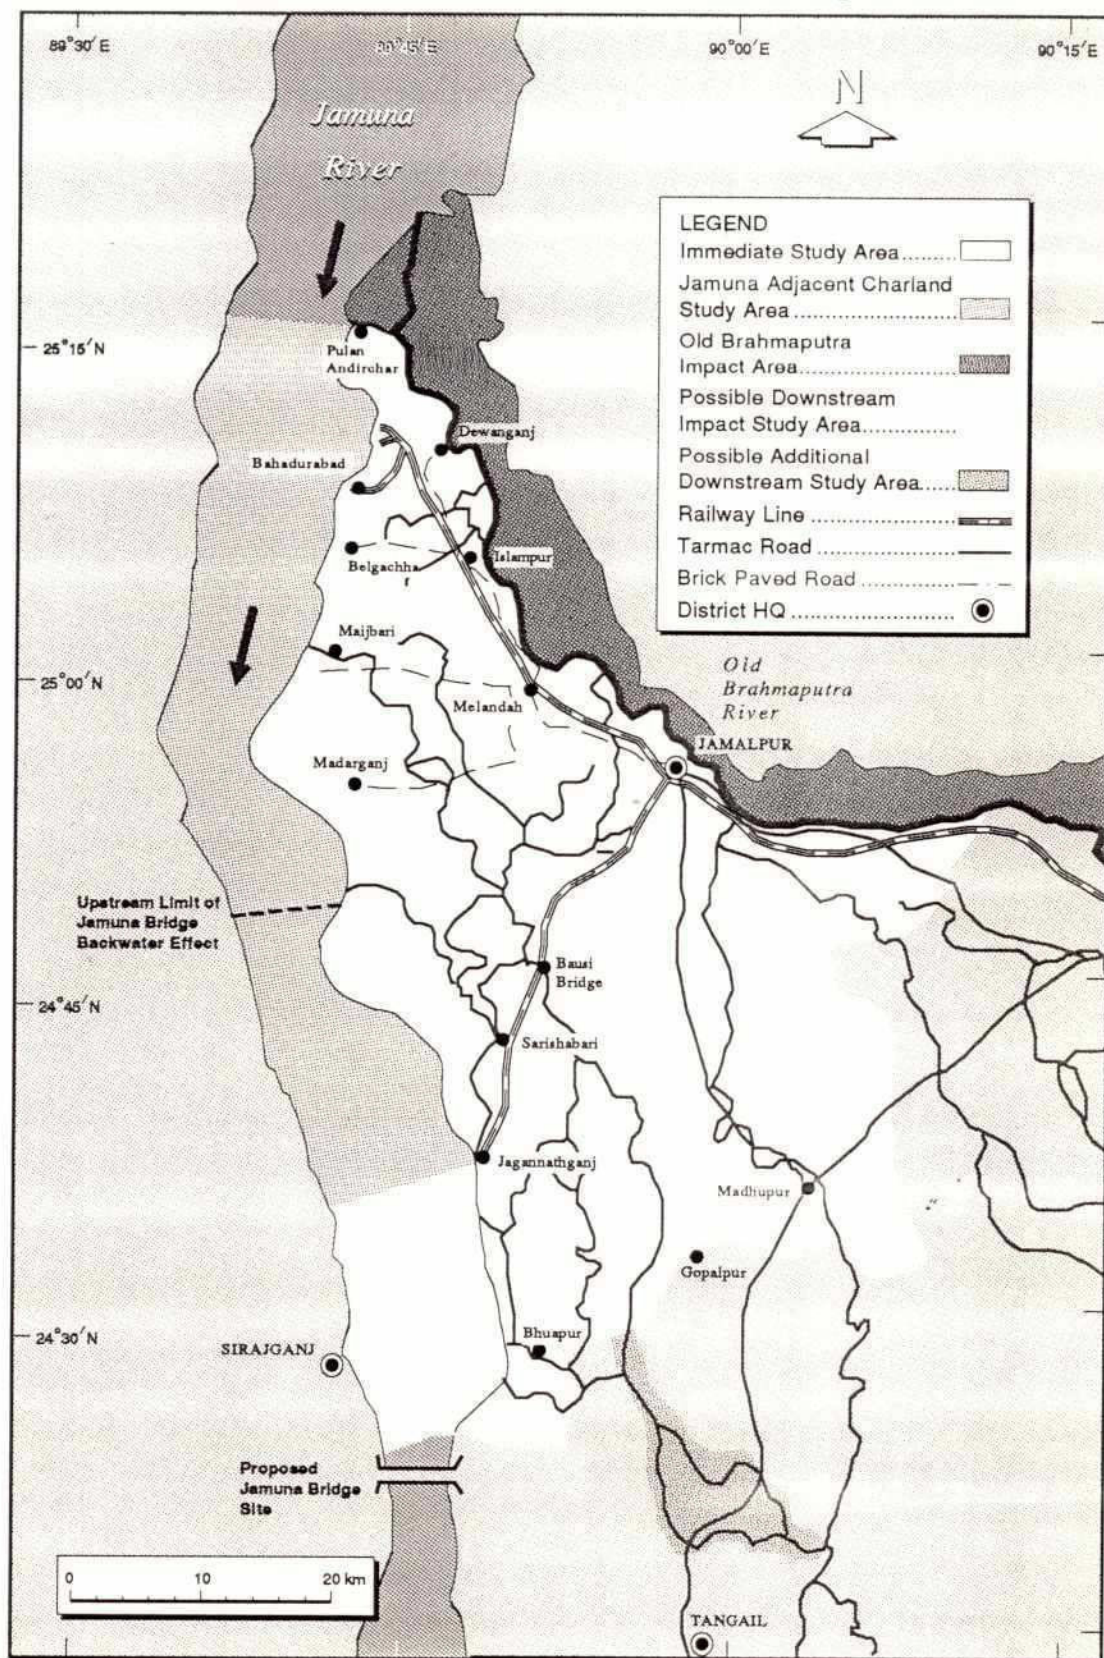 89°30'E
89°45'E
90°00'E
90°15'E
Jamuna
River
N
LEGEND
Immediate Study Area.........
Jamuna Adjacent Charland
Study Area........................
Old Brahmaputra
Impact Area.......................
Possible Downstream
Impact Study Area..............
Possible Additional
Downstream Study Area......
Railway Line .....................
Tarmac Road .....................
Brick Paved Road ..............
District HQ ........................
25°15'N
Pulan
Andirchar
Dewanganj
Bahadurabad
Belgachha
Islampur
Maijbari
25°00'N
Melandah
Old
Brahmaputra
River
JAMALPUR
Madarganj
Upstream Limit of
Jamuna Bridge
Backwater Effect
Bausi
Bridge
24°45'N
Sarishabari
Jagannathganj
Madhupur
Gopalpur
24°30'N
SIRAJGANJ
Bhuapur
Proposed
Jamuna Bridge
Site
0 10 20 km
TANGAIL